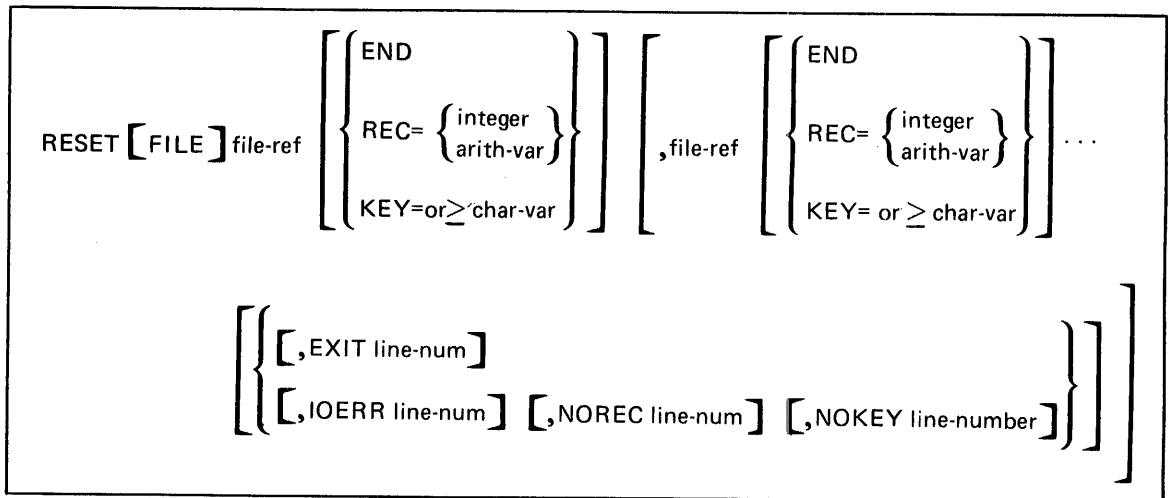 END END
REC= integer REC= integer
RESET [FILE] file-ref arith-var ,file-ref arith-var ...
KEY=or≥ char-var KEY= or ≥ char-var
[,EXIT line-num]
[,IOERR line-num] [,NOREC line-num] [,NOKEY line-number]